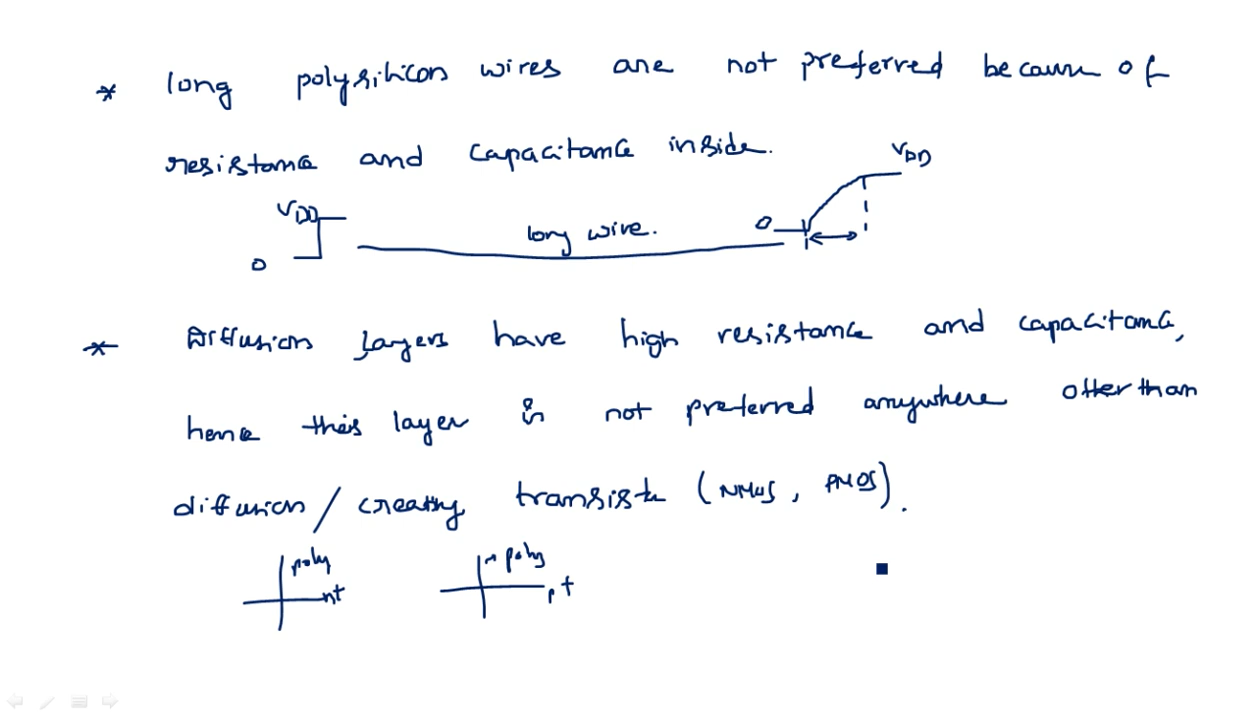 * long polysilicon wires are not preferred because of
resistance and capacitance inside.
VDD
VDD
0
long wire.
0
* Diffusion layers have high resistance and capacitance,
hence this layer is not preferred anywhere other than
diffusion / creating transistor (NMOS, PMOS).
poly
n+
poly
p+